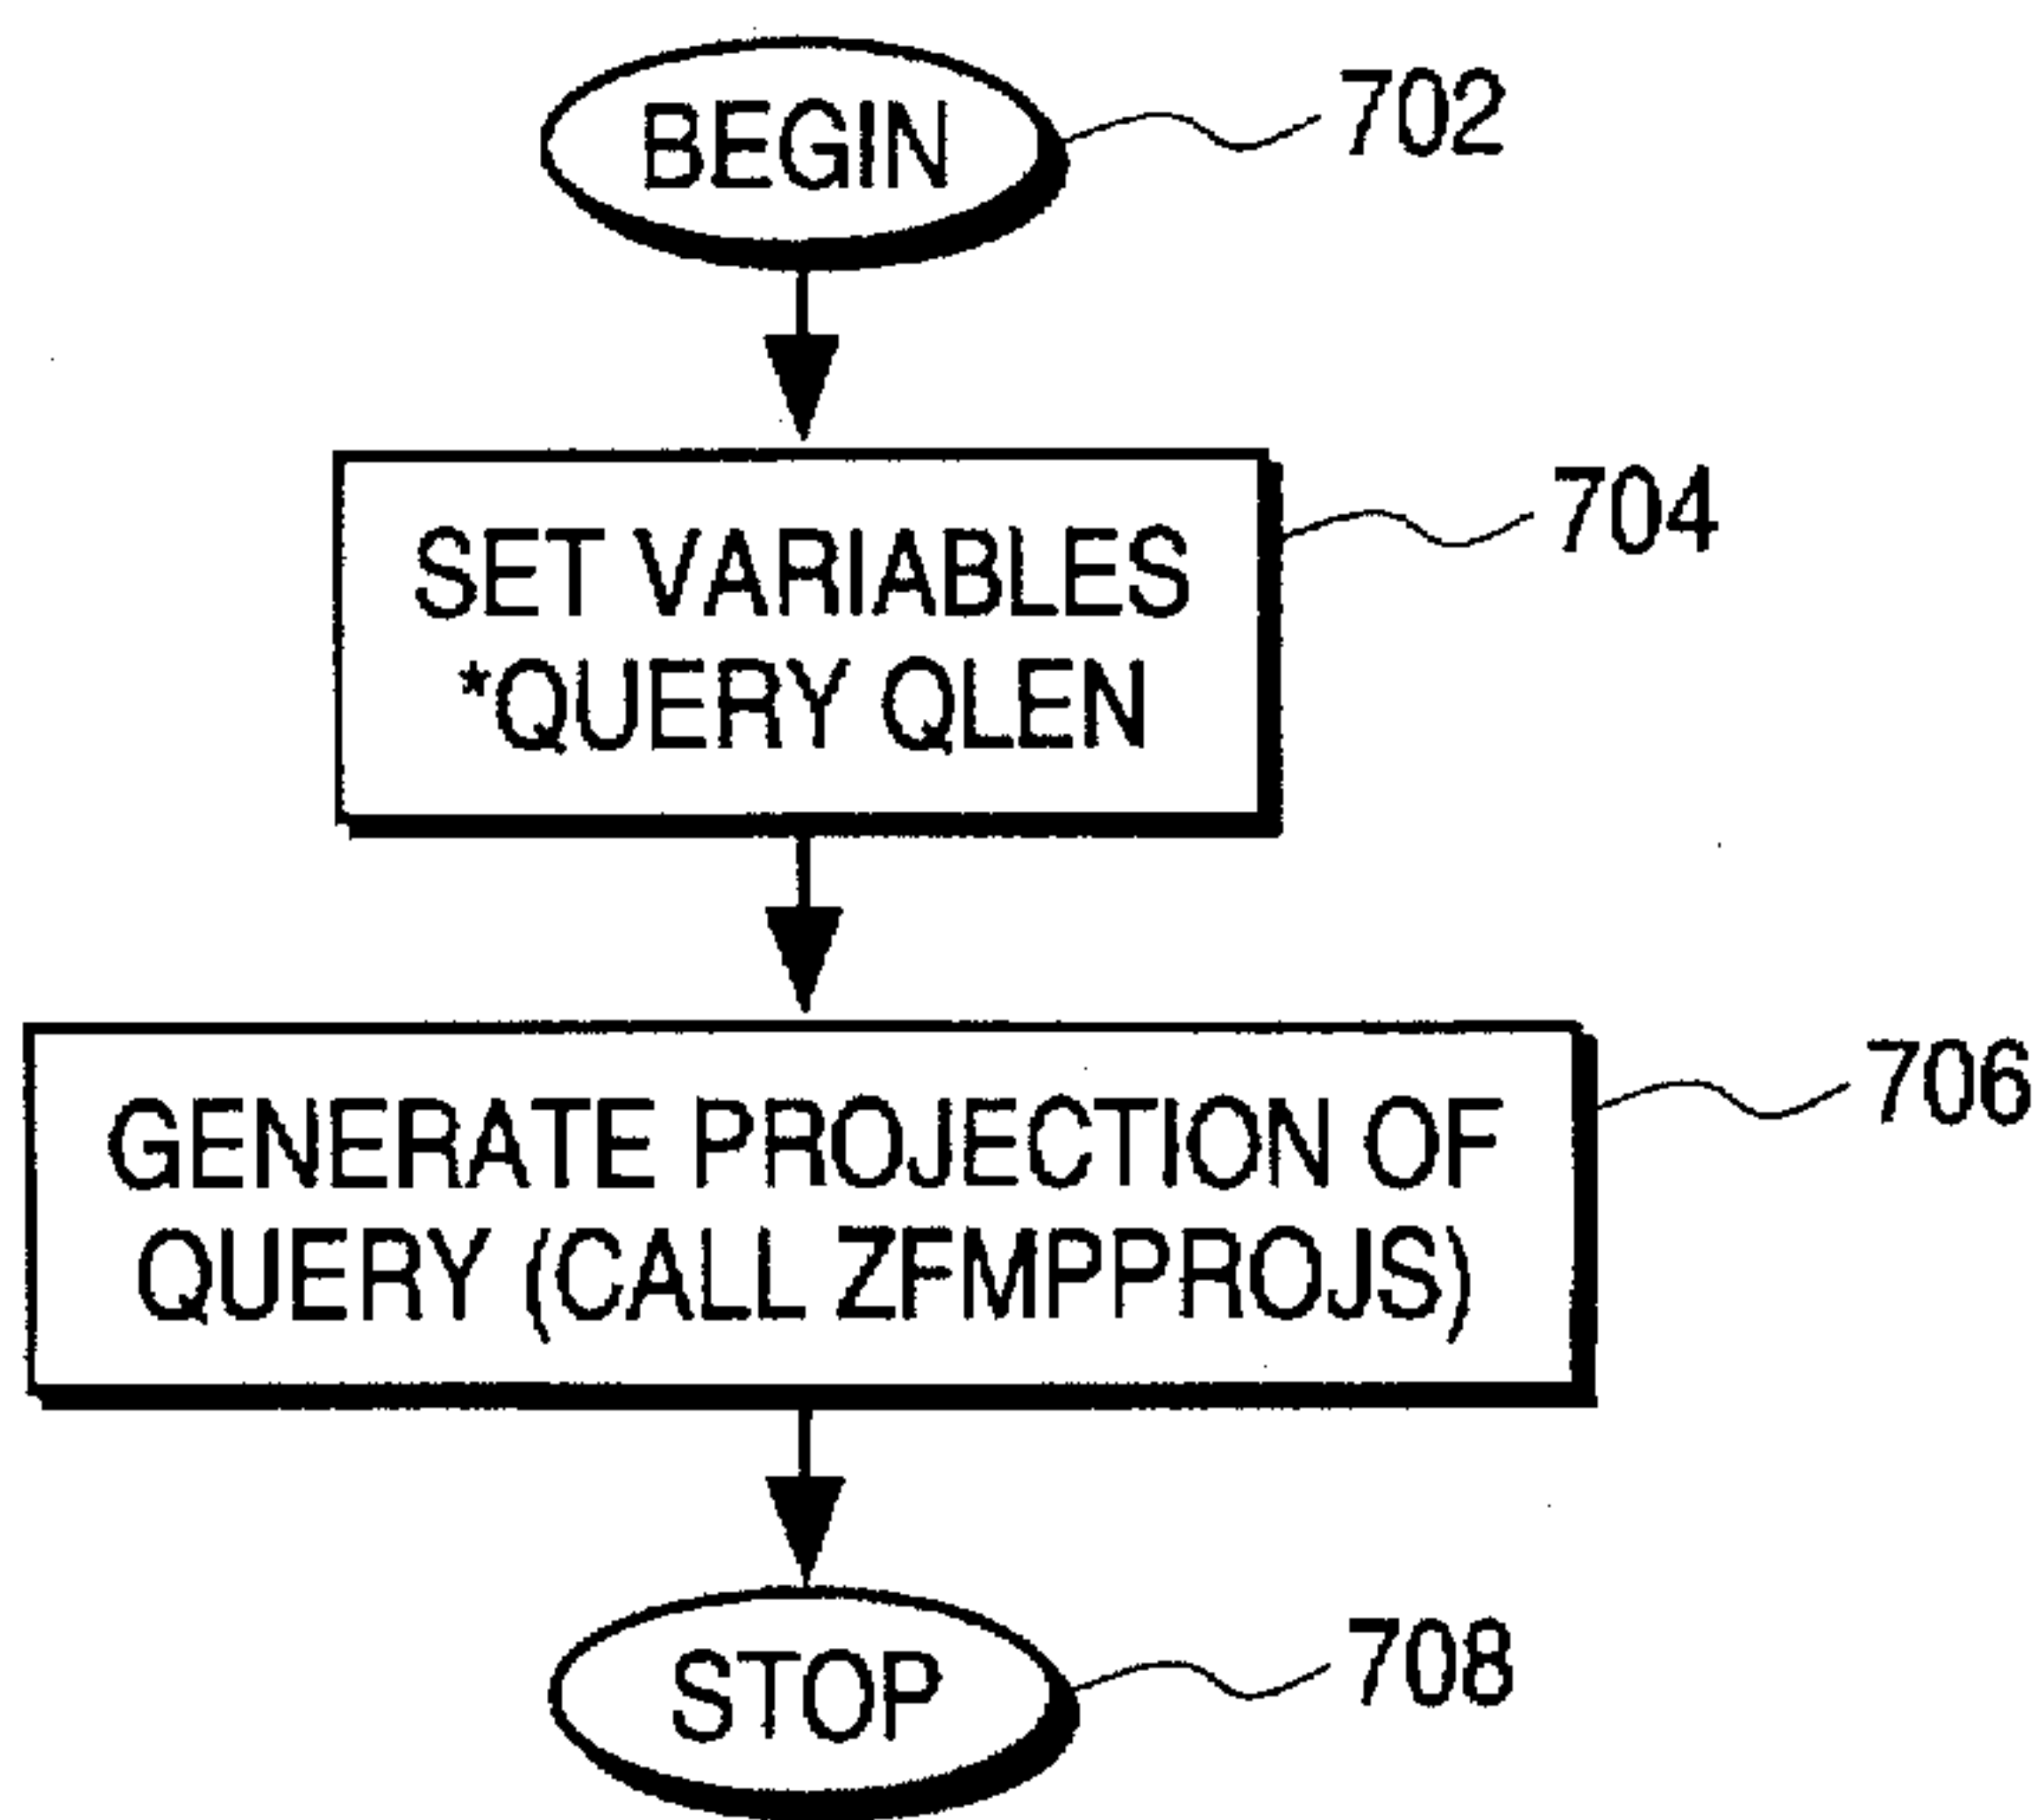 BEGIN
702
SET VARIABLES
*QUERY QLEN
704
GENERATE PROJECTION OF
QUERY (CALL ZFMPPROJS)
706
STOP
708